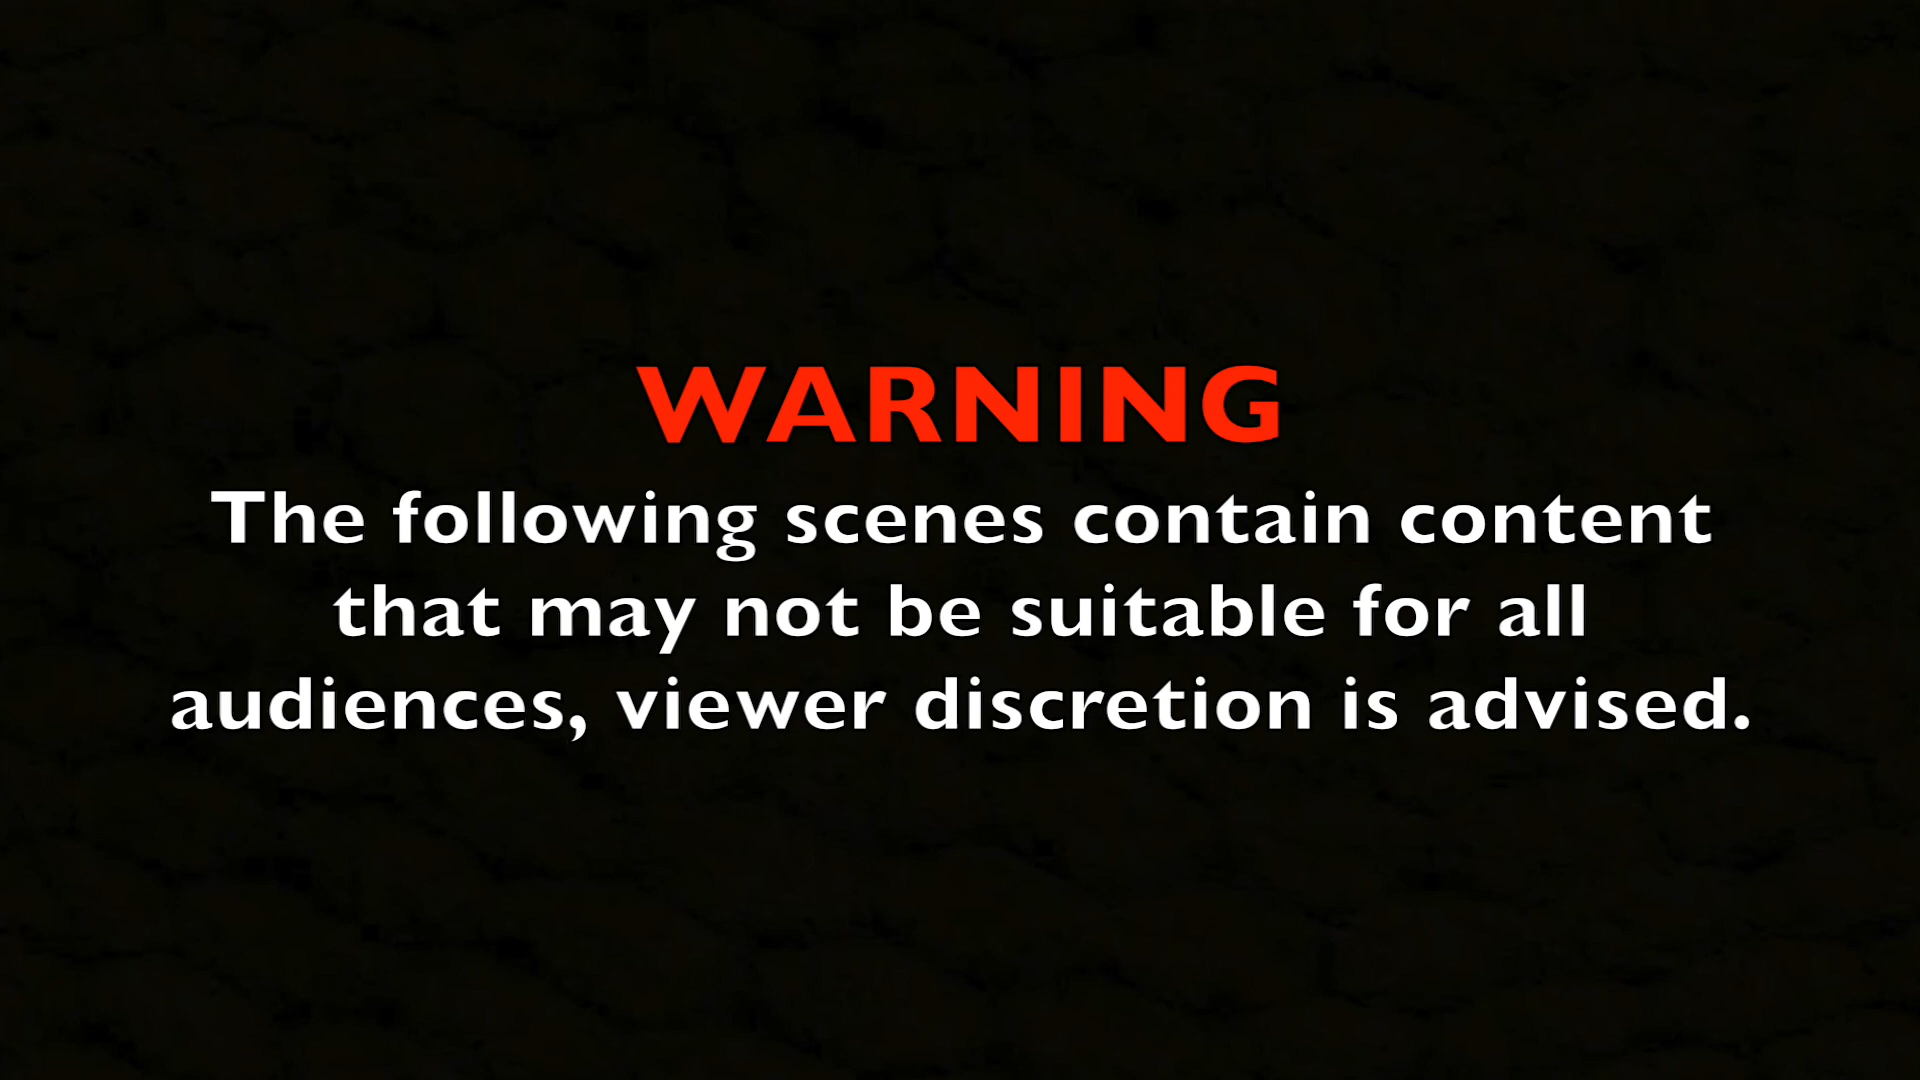 WARNING
The following scenes contain content
that may not be suitable for all
audiences, viewer discretion is advised.